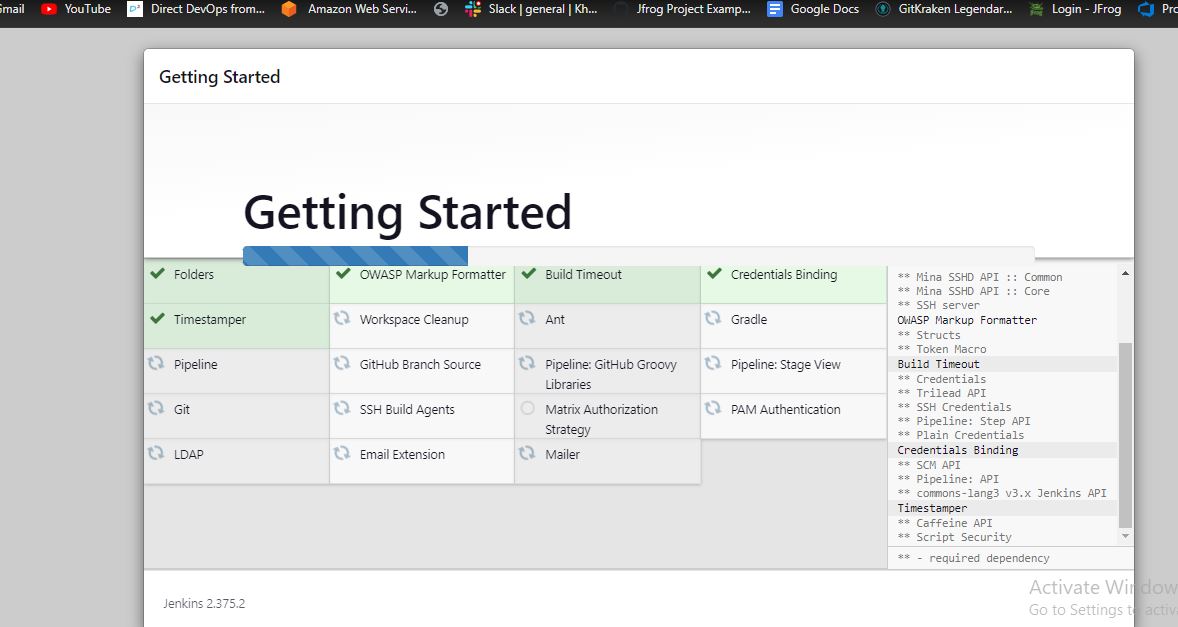 Gmail YouTube Direct DevOps from... Amazon Web Servi... Slack | general | Kh... Jfrog Project Examp... Google Docs GitKraken Legendar... Login - JFrog
Getting Started
Getting Started
Folders OWASP Markup Formatter Build Timeout Credentials Binding
Timestamper Workspace Cleanup Ant Gradle
Pipeline GitHub Branch Source Pipeline: GitHub Groovy Libraries Pipeline: Stage View
Git SSH Build Agents Matrix Authorization Strategy PAM Authentication
LDAP Email Extension Mailer
** Mina SSHD API :: Common
** Mina SSHD API :: Core
** SSH server
OWASP Markup Formatter
** Structs
** Token Macro
Build Timeout
** Credentials
** Trilead API
** SSH Credentials
** Pipeline: Step API
** Plain Credentials
Credentials Binding
** SCM API
** Pipeline: API
** commons-lang3 v3.x Jenkins API
Timestamper
** Caffeine API
** Script Security
** - required dependency
Jenkins 2.375.2
Activate Window
Go to Settings to activa